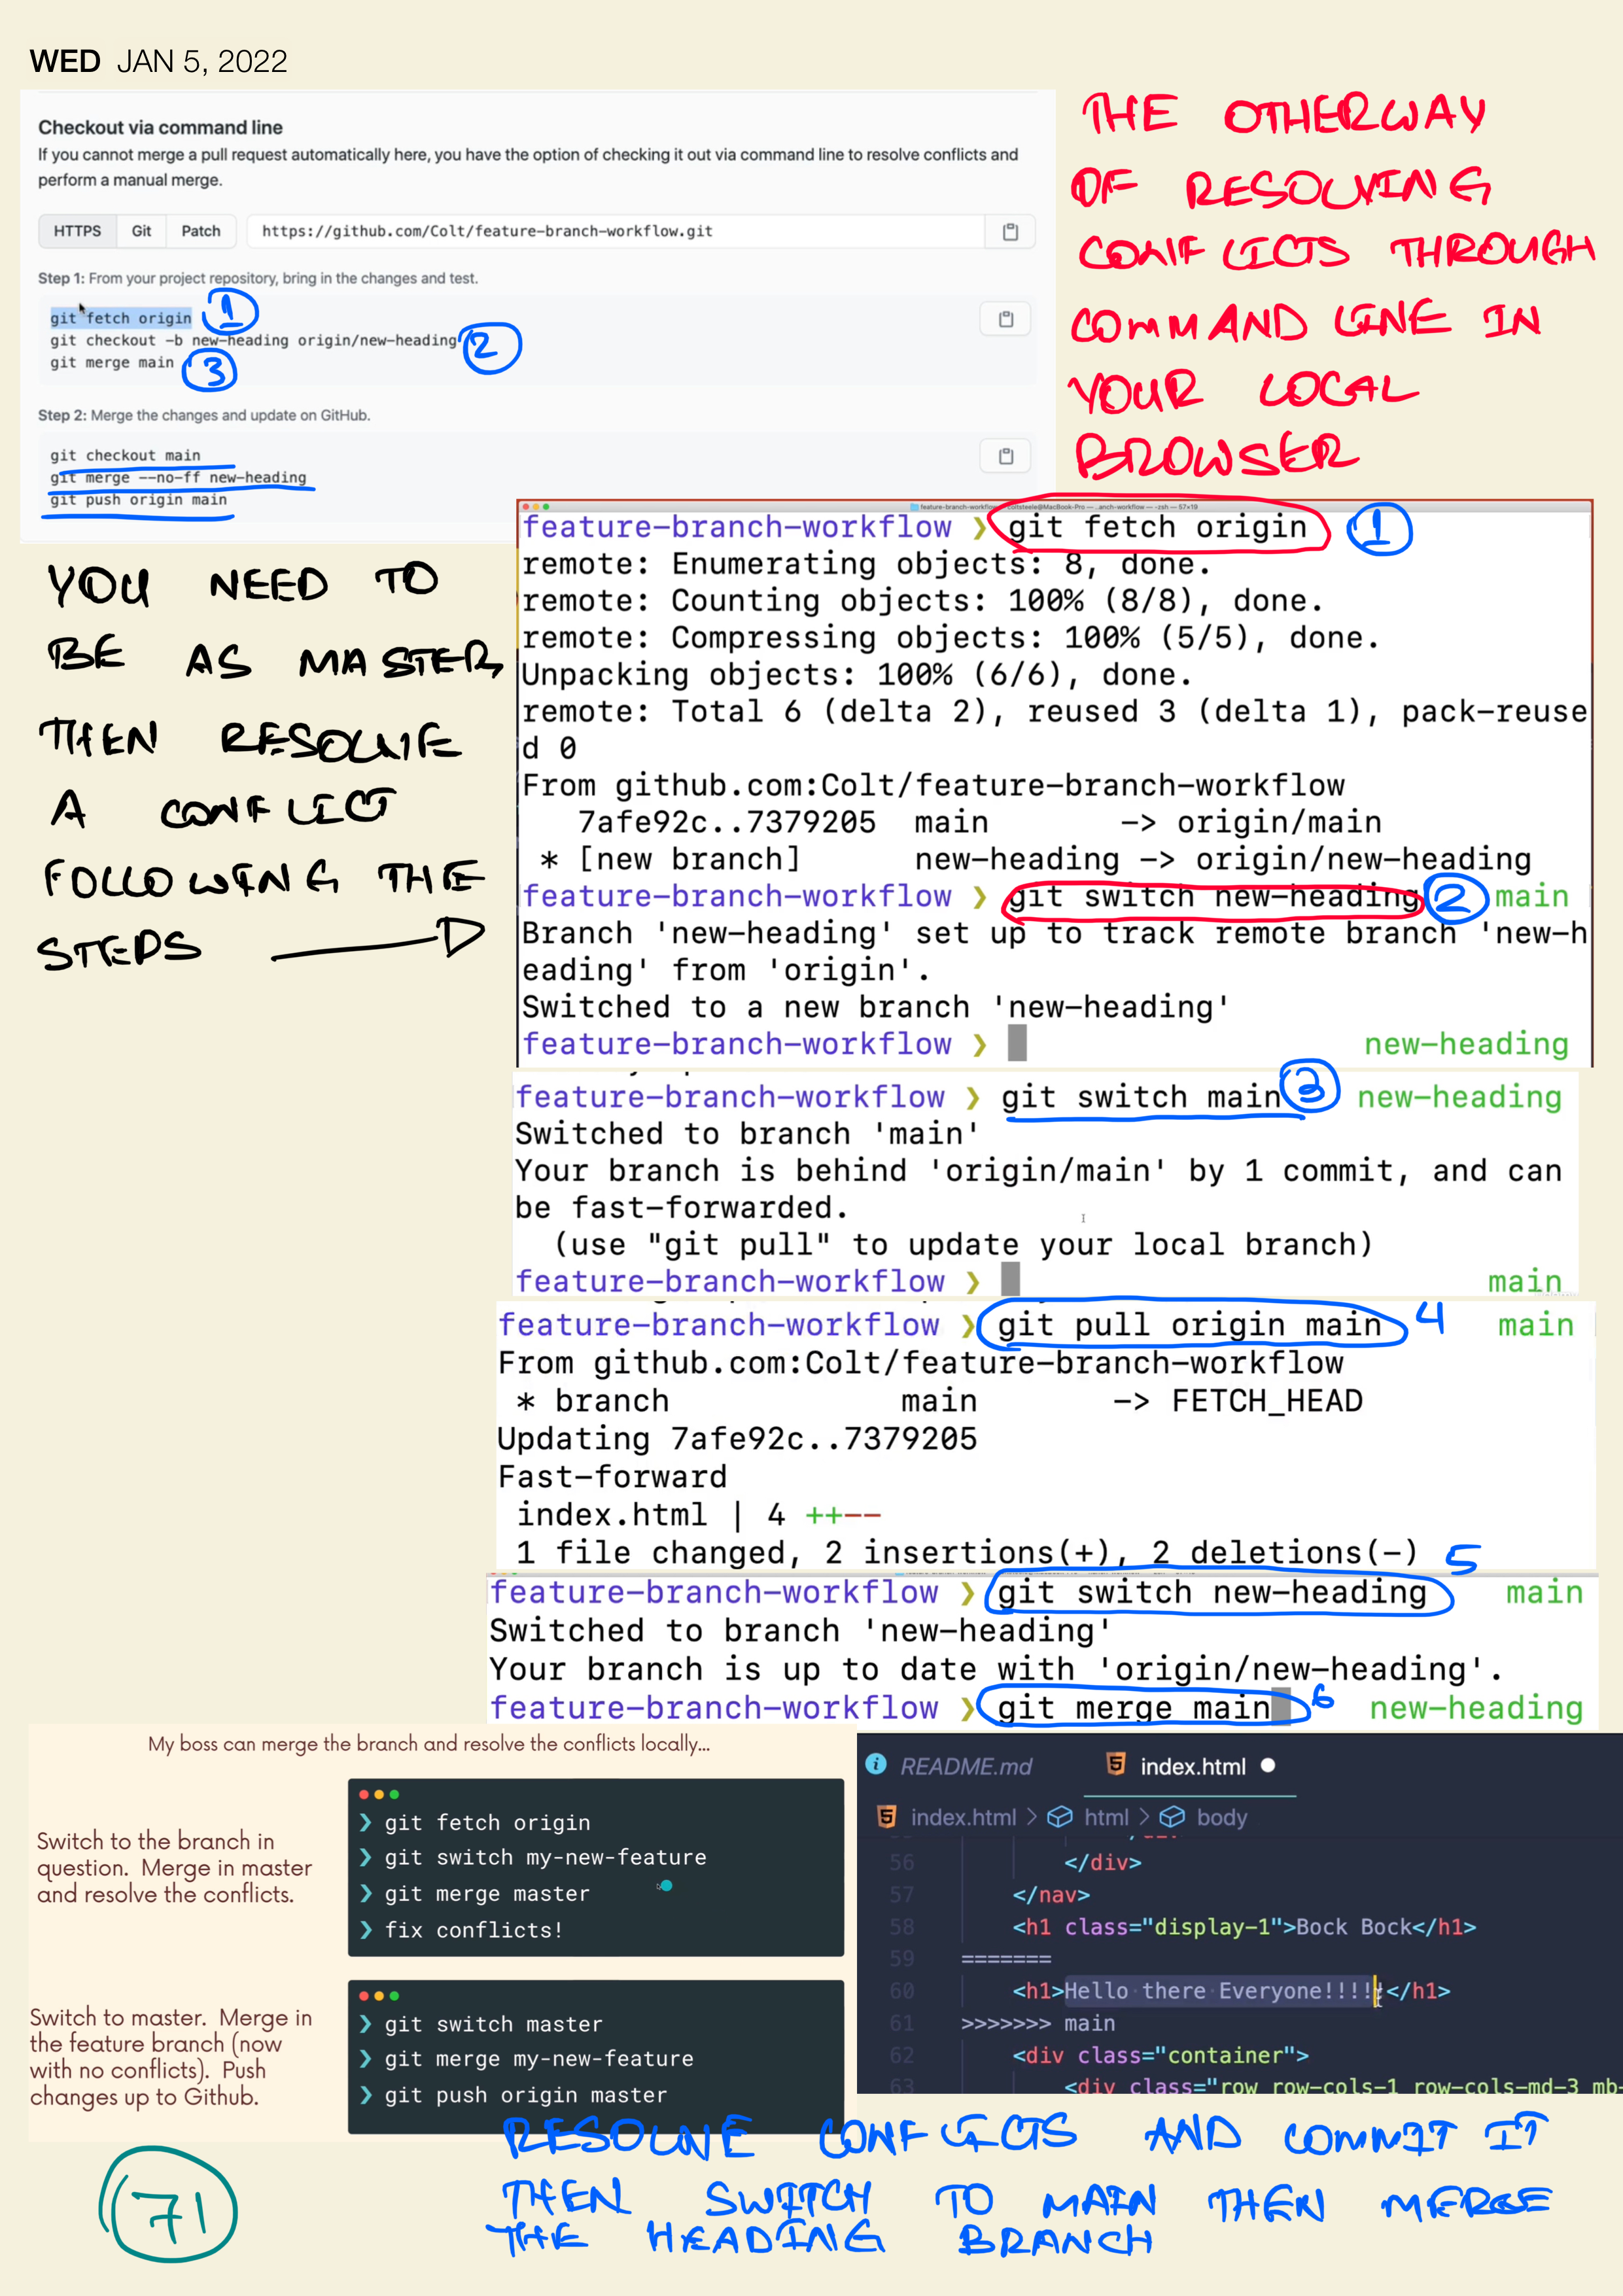 WED JAN 5, 2022
Checkout via command line
If you cannot merge a pull request automatically here, you have the option of checking it out via command line to resolve conflicts and
perform a manual merge.
HTTPS Git Patch https://github.com/Colt/feature-branch-workflow.git
Step 1: From your project repository, bring in the changes and test.
git fetch origin 1
git checkout -b new-heading origin/new-heading 2
git merge main 3
Step 2: Merge the changes and update on GitHub.
git checkout main
git merge --no-ff new-heading
git push origin main
THE OTHERWAY
OF RESOLVING
CONFLICTS THROUGH
COMMAND LINE IN
YOUR LOCAL
BROWSER
YOU NEED TO
BE AS MASTER
THEN RESOLVE
A CONFLICT
FOLLOWING THE
STEPS
feature-branch-workflow ❯ git fetch origin 1
remote: Enumerating objects: 8, done.
remote: Counting objects: 100% (8/8), done.
remote: Compressing objects: 100% (5/5), done.
Unpacking objects: 100% (6/6), done.
remote: Total 6 (delta 2), reused 3 (delta 1), pack-reuse
d 0
From github.com:Colt/feature-branch-workflow
7afe92c..7379205 main -> origin/main
* [new branch] new-heading -> origin/new-heading
feature-branch-workflow ❯ git switch new-heading 2 main
Branch 'new-heading' set up to track remote branch 'new-h
eading' from 'origin'.
Switched to a new branch 'new-heading'
feature-branch-workflow ❯ new-heading
feature-branch-workflow ❯ git switch main 3 new-heading
Switched to branch 'main'
Your branch is behind 'origin/main' by 1 commit, and can
be fast-forwarded.
(use "git pull" to update your local branch)
feature-branch-workflow ❯ main
feature-branch-workflow ❯ git pull origin main 4 main
From github.com:Colt/feature-branch-workflow
* branch main -> FETCH_HEAD
Updating 7afe92c..7379205
Fast-forward
index.html | 4 ++--
1 file changed, 2 insertions(+), 2 deletions(-) 5
feature-branch-workflow ❯ git switch new-heading main
Switched to branch 'new-heading'
Your branch is up to date with 'origin/new-heading'.
feature-branch-workflow ❯ git merge main 6 new-heading
My boss can merge the branch and resolve the conflicts locally...
Switch to the branch in
question. Merge in master
and resolve the conflicts.
❯ git fetch origin
❯ git switch my-new-feature
❯ git merge master
❯ fix conflicts!
Switch to master. Merge in
the feature branch (now
with no conflicts). Push
changes up to Github.
❯ git switch master
❯ git merge my-new-feature
❯ git push origin master
README.md index.html
index.html > html > body
56 </div>
57 </nav>
58 <h1 class="display-1">Bock Bock</h1>
59 =======
60 <h1>Hello there Everyone!!!!!</h1>
61 >>>>>>> main
62 <div class="container">
63 <div class="row row-cols-1 row-cols-md-3 mb-
RESOLVE CONFLICTS AND COMMIT IT
THEN SWITCH TO MAIN THEN MERGE
THE HEADING BRANCH
71